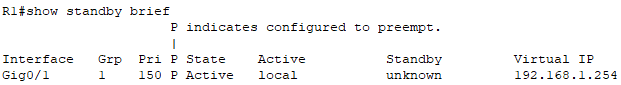 R1#show standby brief
P indicates configured to preempt.
|
Interface Grp Pri P State Active Standby Virtual IP
Gig0/1 1 150 P Active local unknown 192.168.1.254